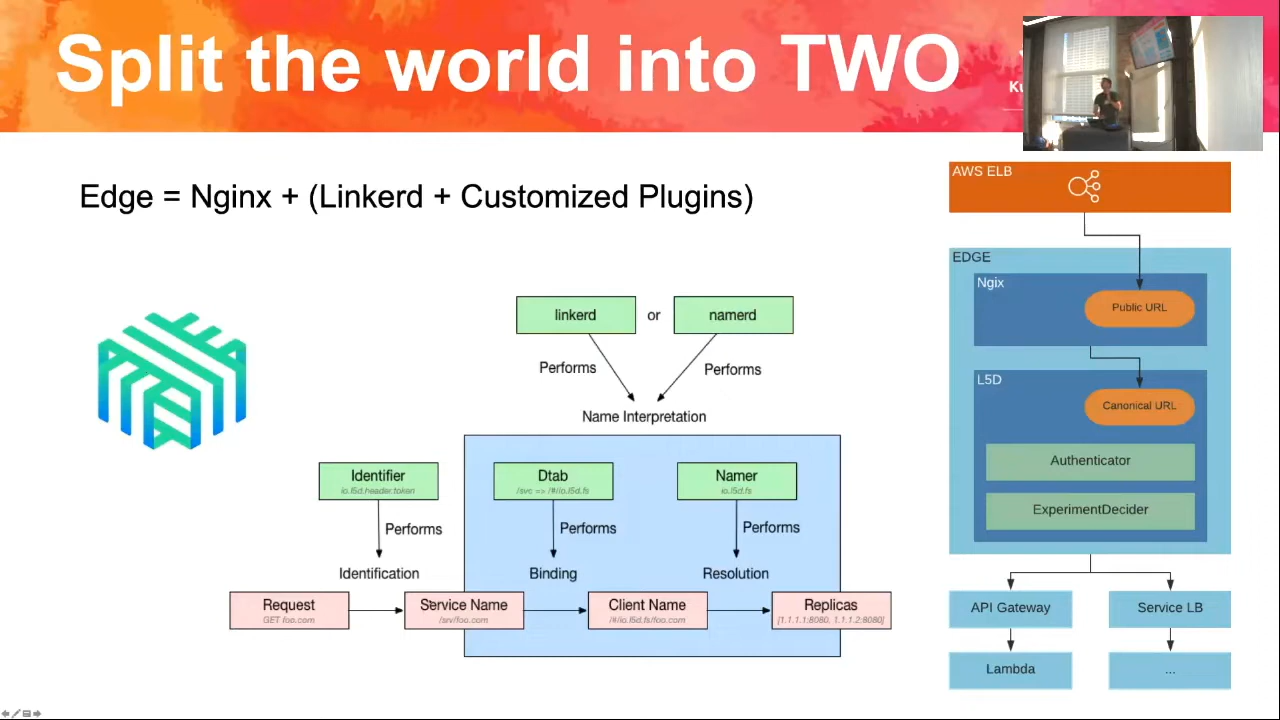 Split the world into TWO
Ku
Edge = Nginx + (Linkerd + Customized Plugins)
linkerd
or
namerd
Performs
Performs
Name Interpretation
Identifier
io.l5d.header.token
Dtab
/svc => /#/io.l5d.fs
Namer
io.l5d.fs
Performs
Performs
Performs
Identification
Binding
Resolution
Request
GET foo.com
Service Name
/srv/foo.com
Client Name
/#/io.l5d.fs/foo.com
Replicas
[1.1.1.1:8080, 1.1.1.2:8080]
AWS ELB
EDGE
Ngix
Public URL
L5D
Canonical URL
Authenticator
ExperimentDecider
API Gateway
Service LB
Lambda
...